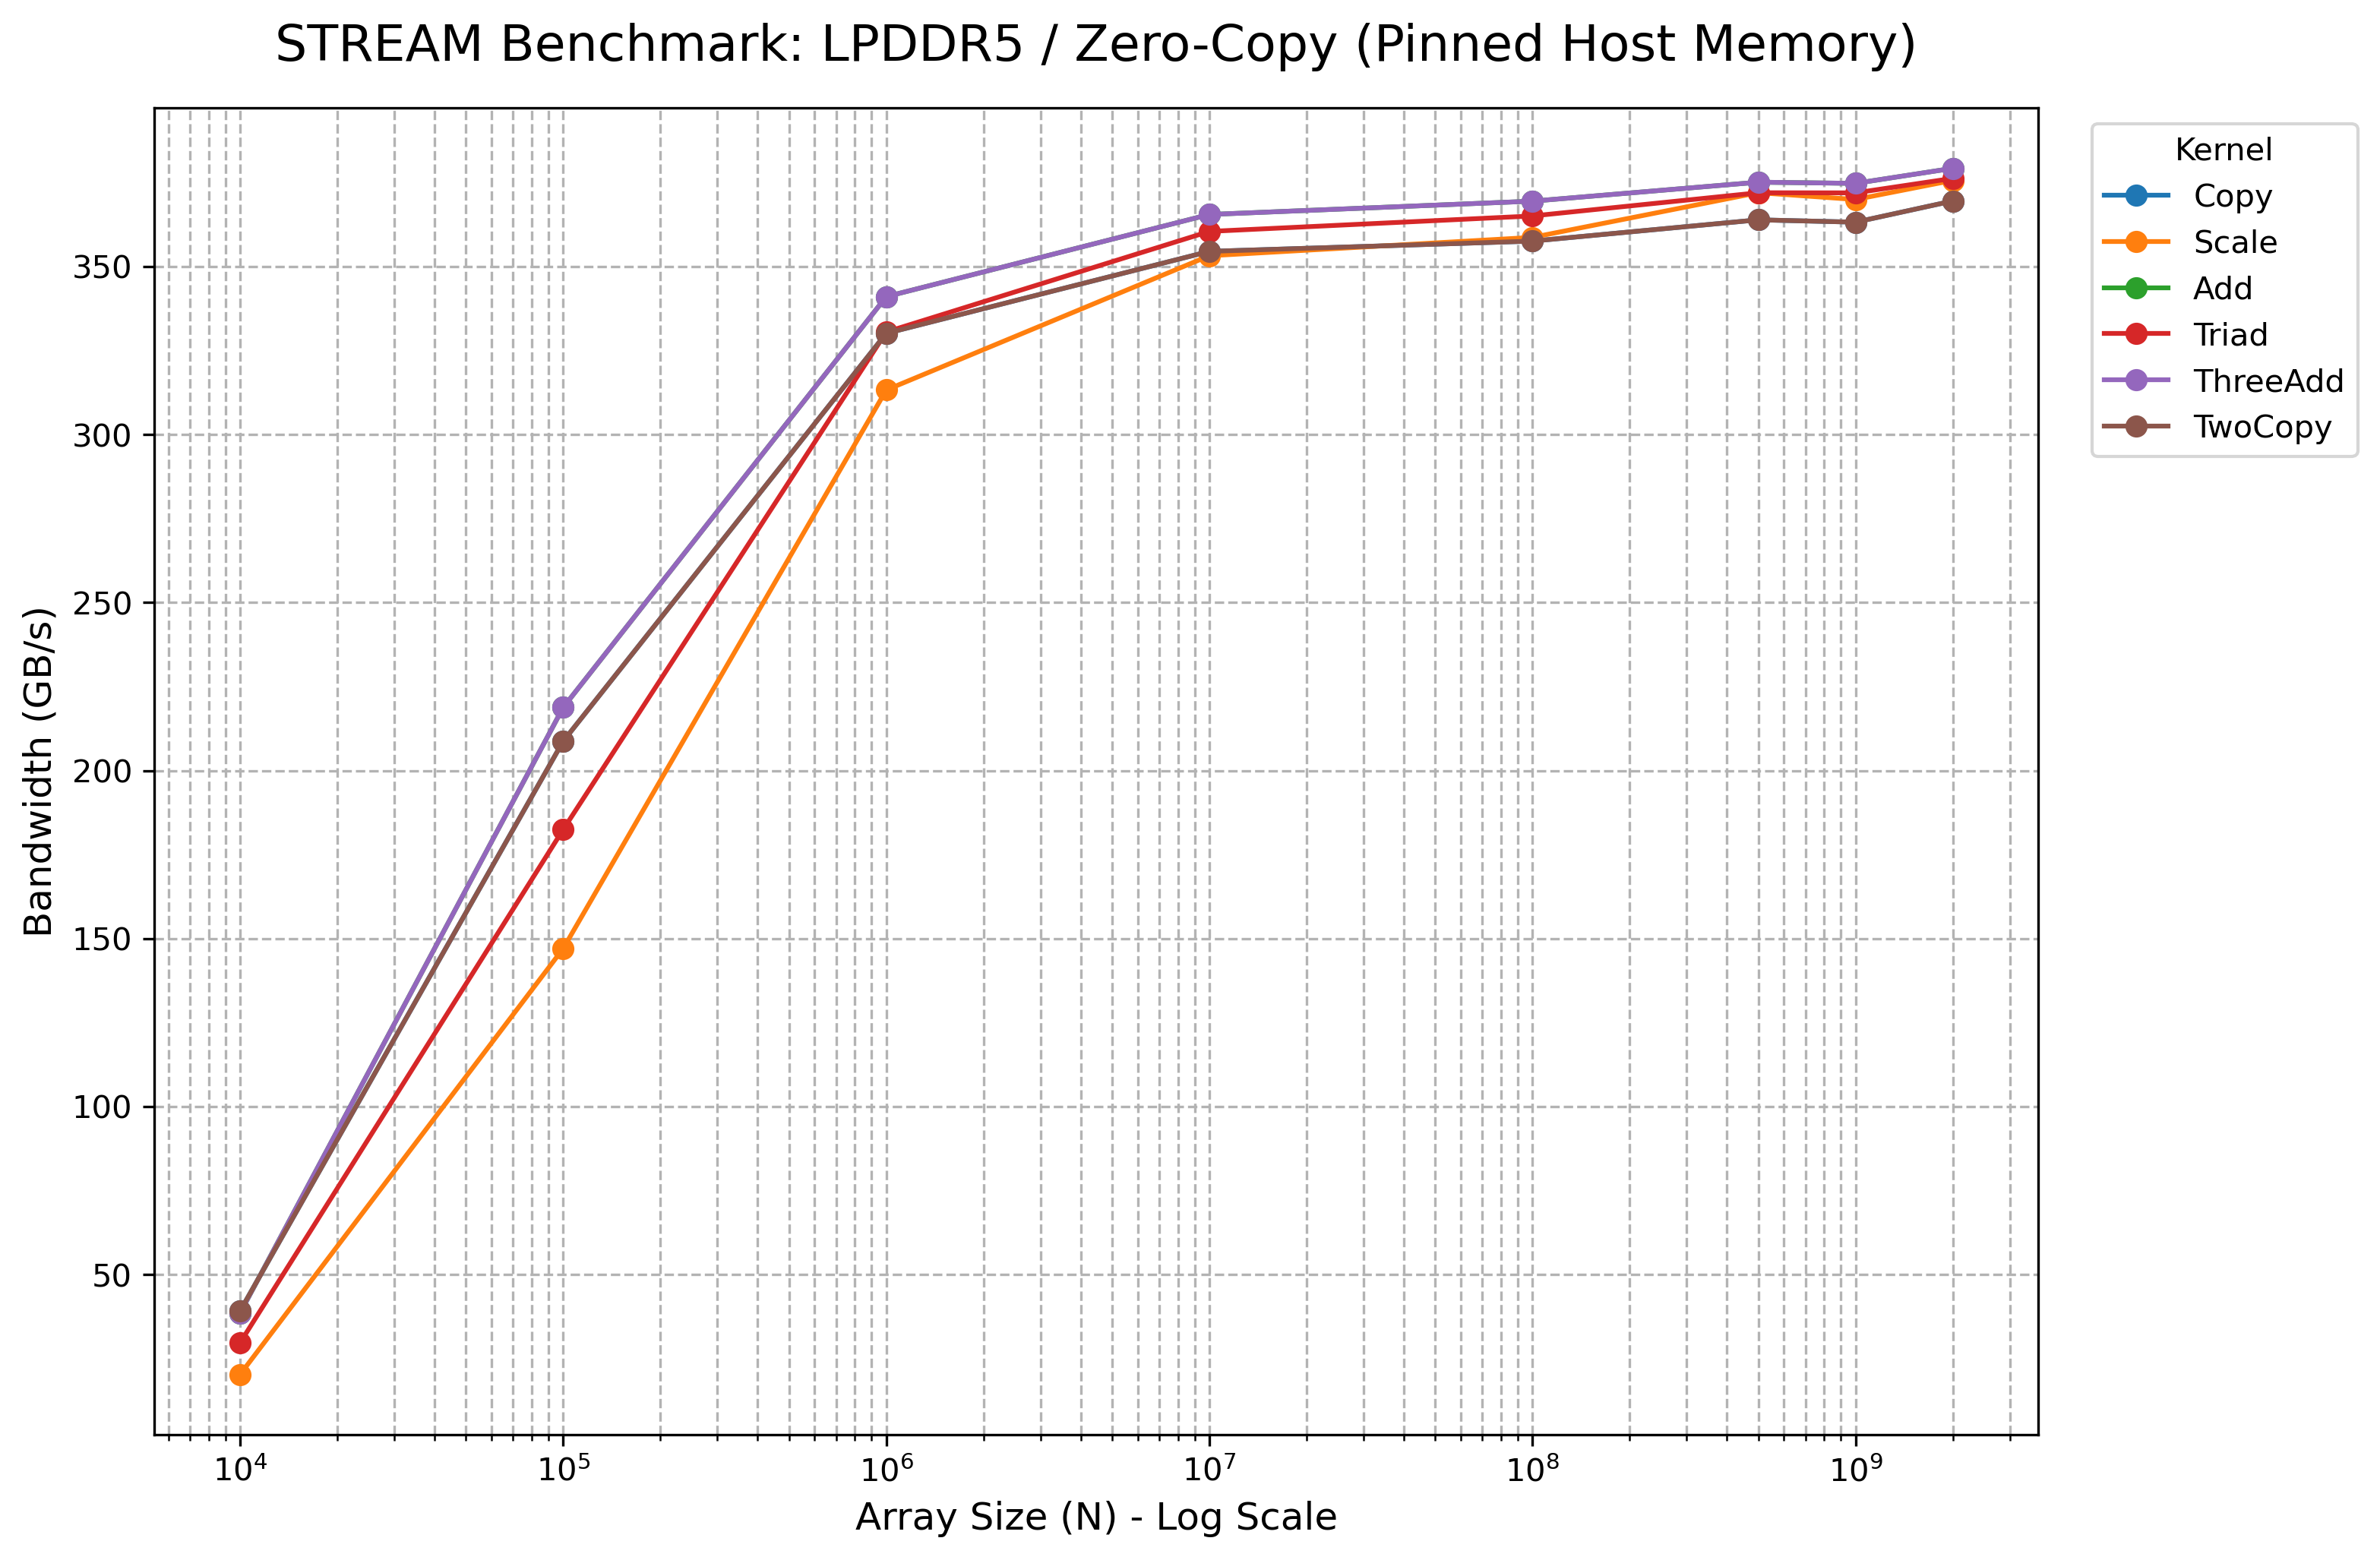 STREAM Benchmark: LPDDR5 / Zero-Copy (Pinned Host Memory)
Kernel
Copy
Scale
Add
Triad
ThreeAdd
TwoCopy
Bandwidth (GB/s)
350
300
250
200
150
100
50
10⁴ 10⁵ 10⁶ 10⁷ 10⁸ 10⁹
Array Size (N) - Log Scale